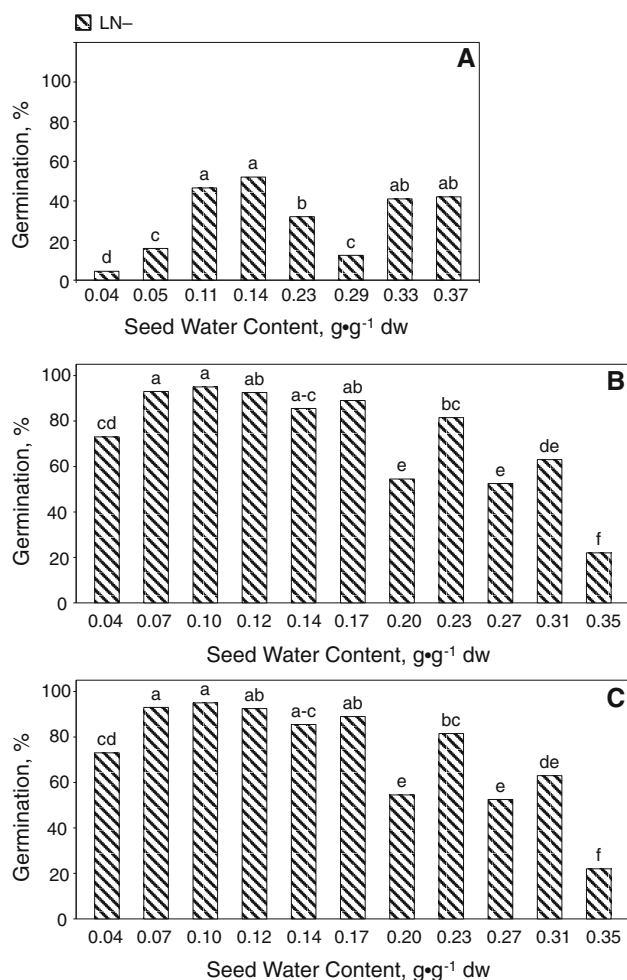 LN–
A
100
80
60
40
20
0
Germination, %
d c a a b c ab ab
0.04 0.05 0.11 0.14 0.23 0.29 0.33 0.37
Seed Water Content, g•g-1 dw
B
100
80
60
40
20
0
Germination, %
cd a a ab a-c ab e bc e de f
0.04 0.07 0.10 0.12 0.14 0.17 0.20 0.23 0.27 0.31 0.35
Seed Water Content, g•g-1 dw
C
100
80
60
40
20
0
Germination, %
cd a a ab a-c ab e bc e de f
0.04 0.07 0.10 0.12 0.14 0.17 0.20 0.23 0.27 0.31 0.35
Seed Water Content, g•g-1 dw